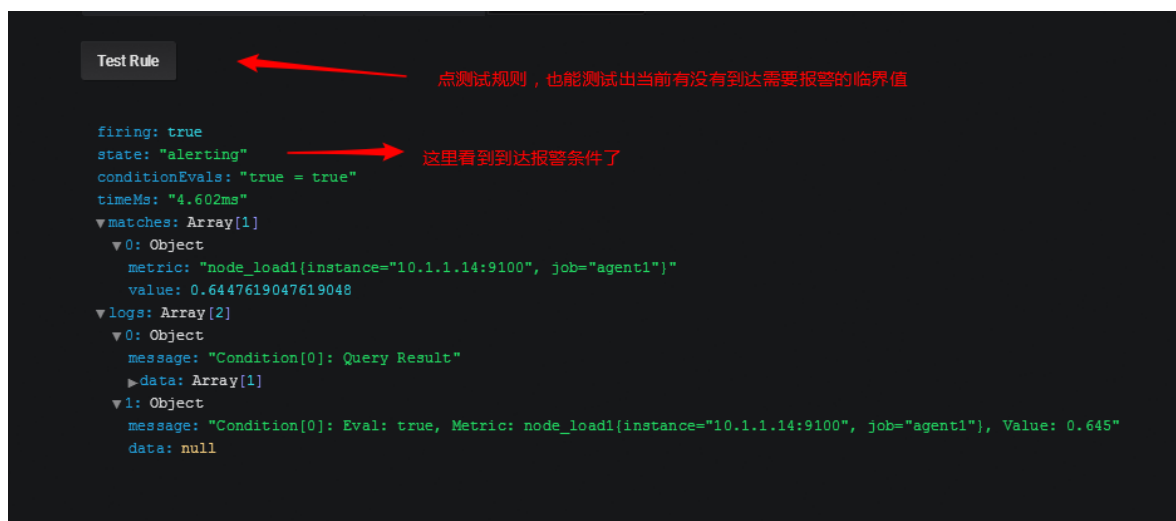 Test Rule
点测试规则，也能测试出当前有没有到达需要报警的临界值
firing: true
state: "alerting"
这里看到到达报警条件了
conditionEvals: "true = true"
timeMs: "4.602ms"
▼matches: Array[1]
▼0: Object
metric: "node_load1{instance="10.1.1.14:9100", job="agent1"}"
value: 0.6447619047619048
▼logs: Array[2]
▼0: Object
message: "Condition[0]: Query Result"
▶data: Array[1]
▼1: Object
message: "Condition[0]: Eval: true, Metric: node_load1{instance="10.1.1.14:9100", job="agent1"}, Value: 0.645"
data: null